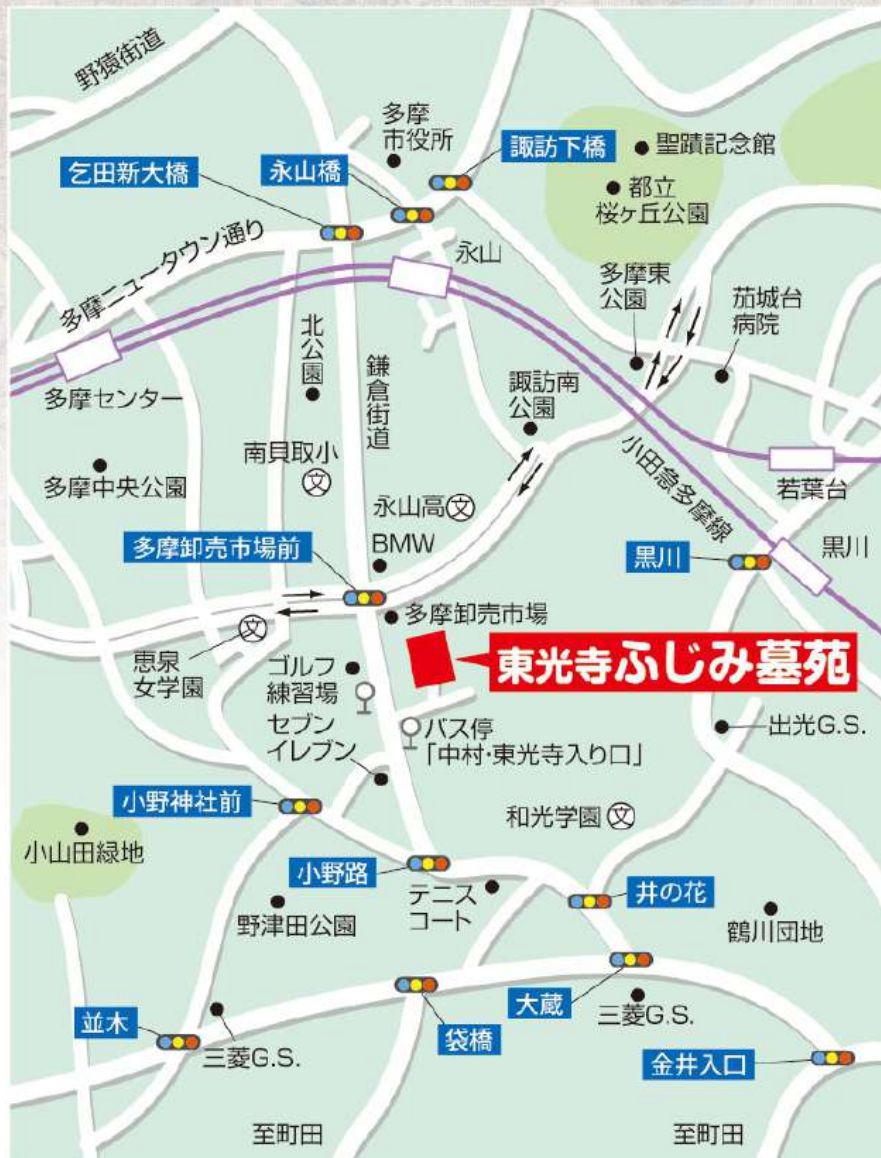 野猿街道
多摩
市役所
諏訪下橋
聖蹟記念館
乞田新大橋
永山橋
都立
桜ヶ丘公園
多摩ニュータウン通り
永山
多摩東
公園
茄城台
病院
北公園
鎌倉街道
諏訪南
公園
多摩センター
小田急多摩線
若葉台
多摩中央公園
南貝取小
文
永山高文
BMW
多摩卸売市場前
黒川
黒川
多摩卸売市場
文
恵泉
女学園
ゴルフ
練習場
東光寺ふじみ墓苑
セブン
イレブン
バス停
「中村・東光寺入り口」
出光G.S.
小野神社前
和光学園文
小山田緑地
小野路
テニス
コート
井の花
野津田公園
鶴川団地
大蔵
三菱G.S.
並木
三菱G.S.
袋橋
金井入口
至町田
至町田